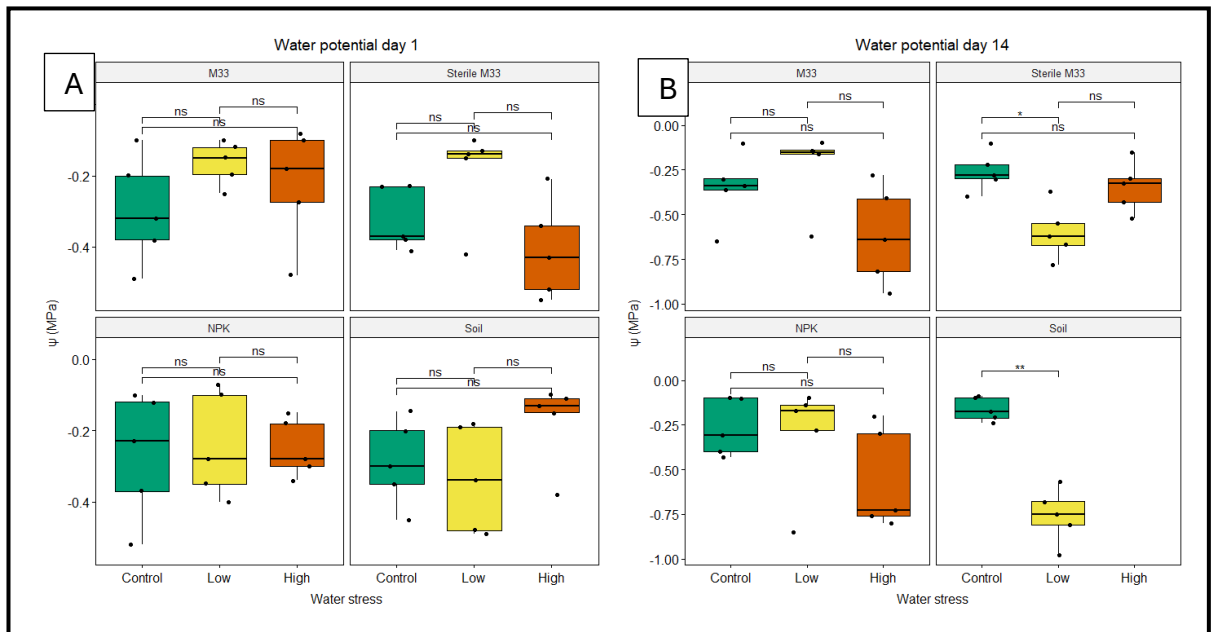 Water potential day 1
A
M33
Sterile M33
ns
ns
ns
ns
ns
ns
-0.2
-0.4
NPK
Soil
ns
ns
ns
ns
ns
ns
0.0
-0.2
-0.4
ψ (MPa)
Control
Low
High
Control
Low
High
Water stress
Water potential day 14
B
M33
Sterile M33
ns
ns
ns
ns
*
ns
0.00
-0.25
-0.50
-0.75
-1.00
NPK
Soil
ns
ns
ns
**
0.00
-0.25
-0.50
-0.75
-1.00
ψ (MPa)
Control
Low
High
Control
Low
High
Water stress